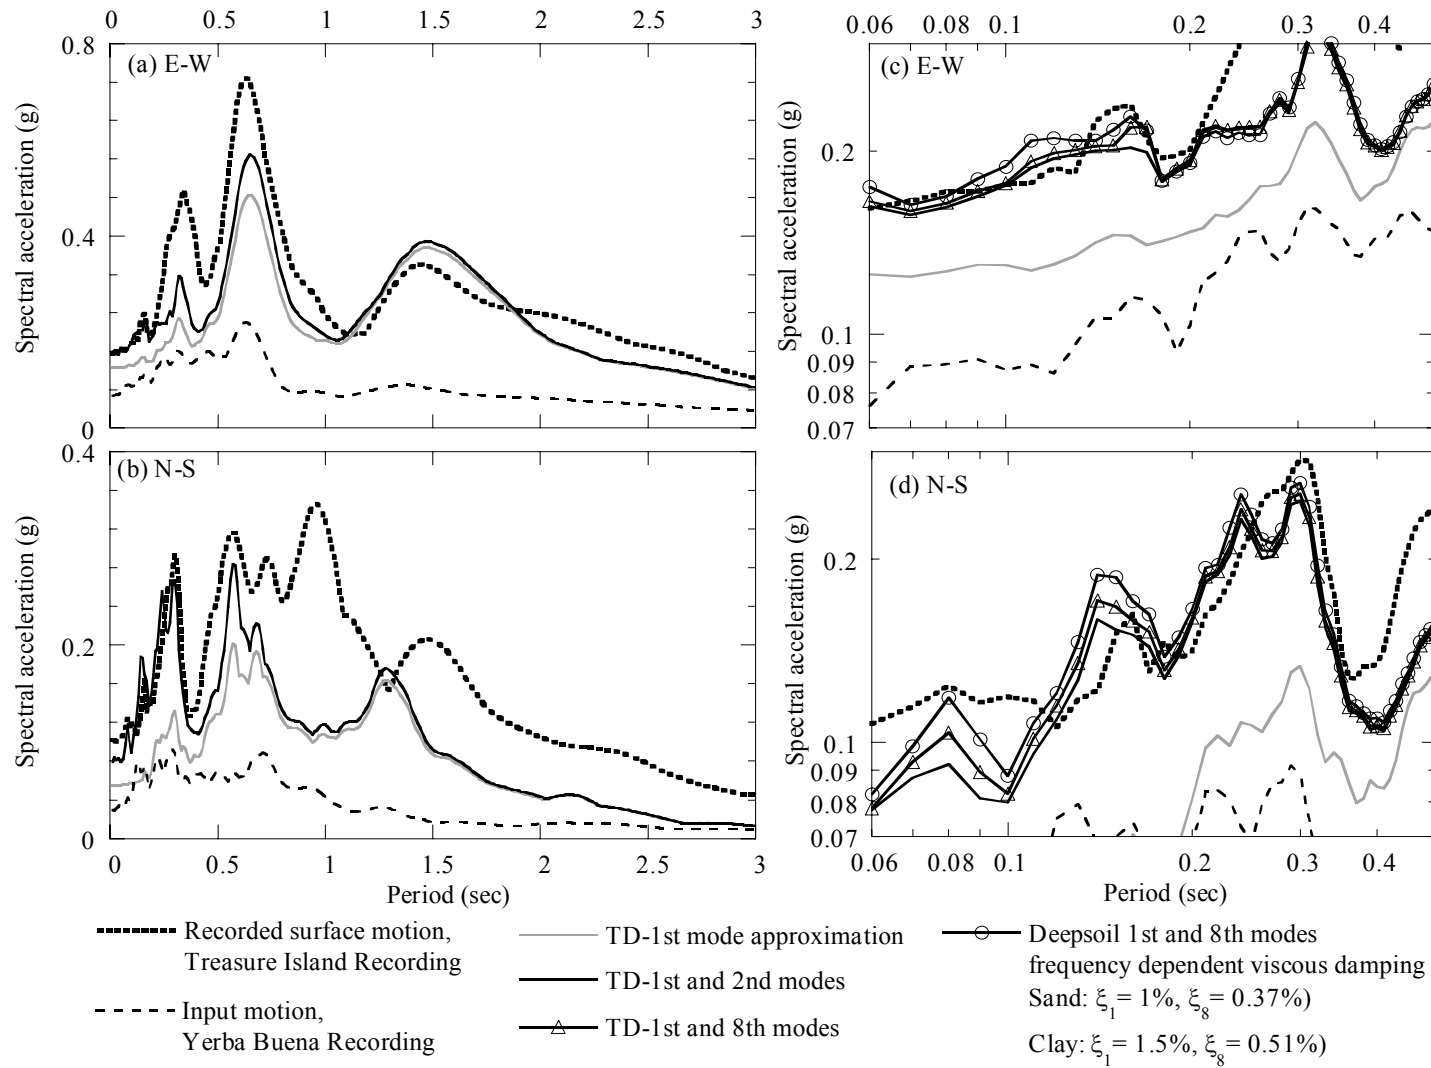 0 0.5 1 1.5 2 2.5 3
0.06 0.1 0.2 0.3 0.4
0.8
(a) E-W
(c) E-W
Spectral acceleration (g)
Spectral acceleration (g)
0.4
0
0.2
0.1
0.09
0.08
0.07
0.4
(b) N-S
(d) N-S
Spectral acceleration (g)
Spectral acceleration (g)
0.2
0
0.2
0.1
0.09
0.08
0.07
0 0.5 1 1.5 2 2.5 3
0.06 0.08 0.1 0.2 0.3 0.4
Period (sec)
Period (sec)
Recorded surface motion,
Treasure Island Recording
Input motion,
Yerba Buena Recording
TD-1st mode approximation
TD-1st and 2nd modes
TD-1st and 8th modes
Deepsoil 1st and 8th modes
frequency dependent viscous damping
Sand: ξ1= 1%, ξ8= 0.37%)
Clay: ξ1= 1.5%, ξ8= 0.51%)